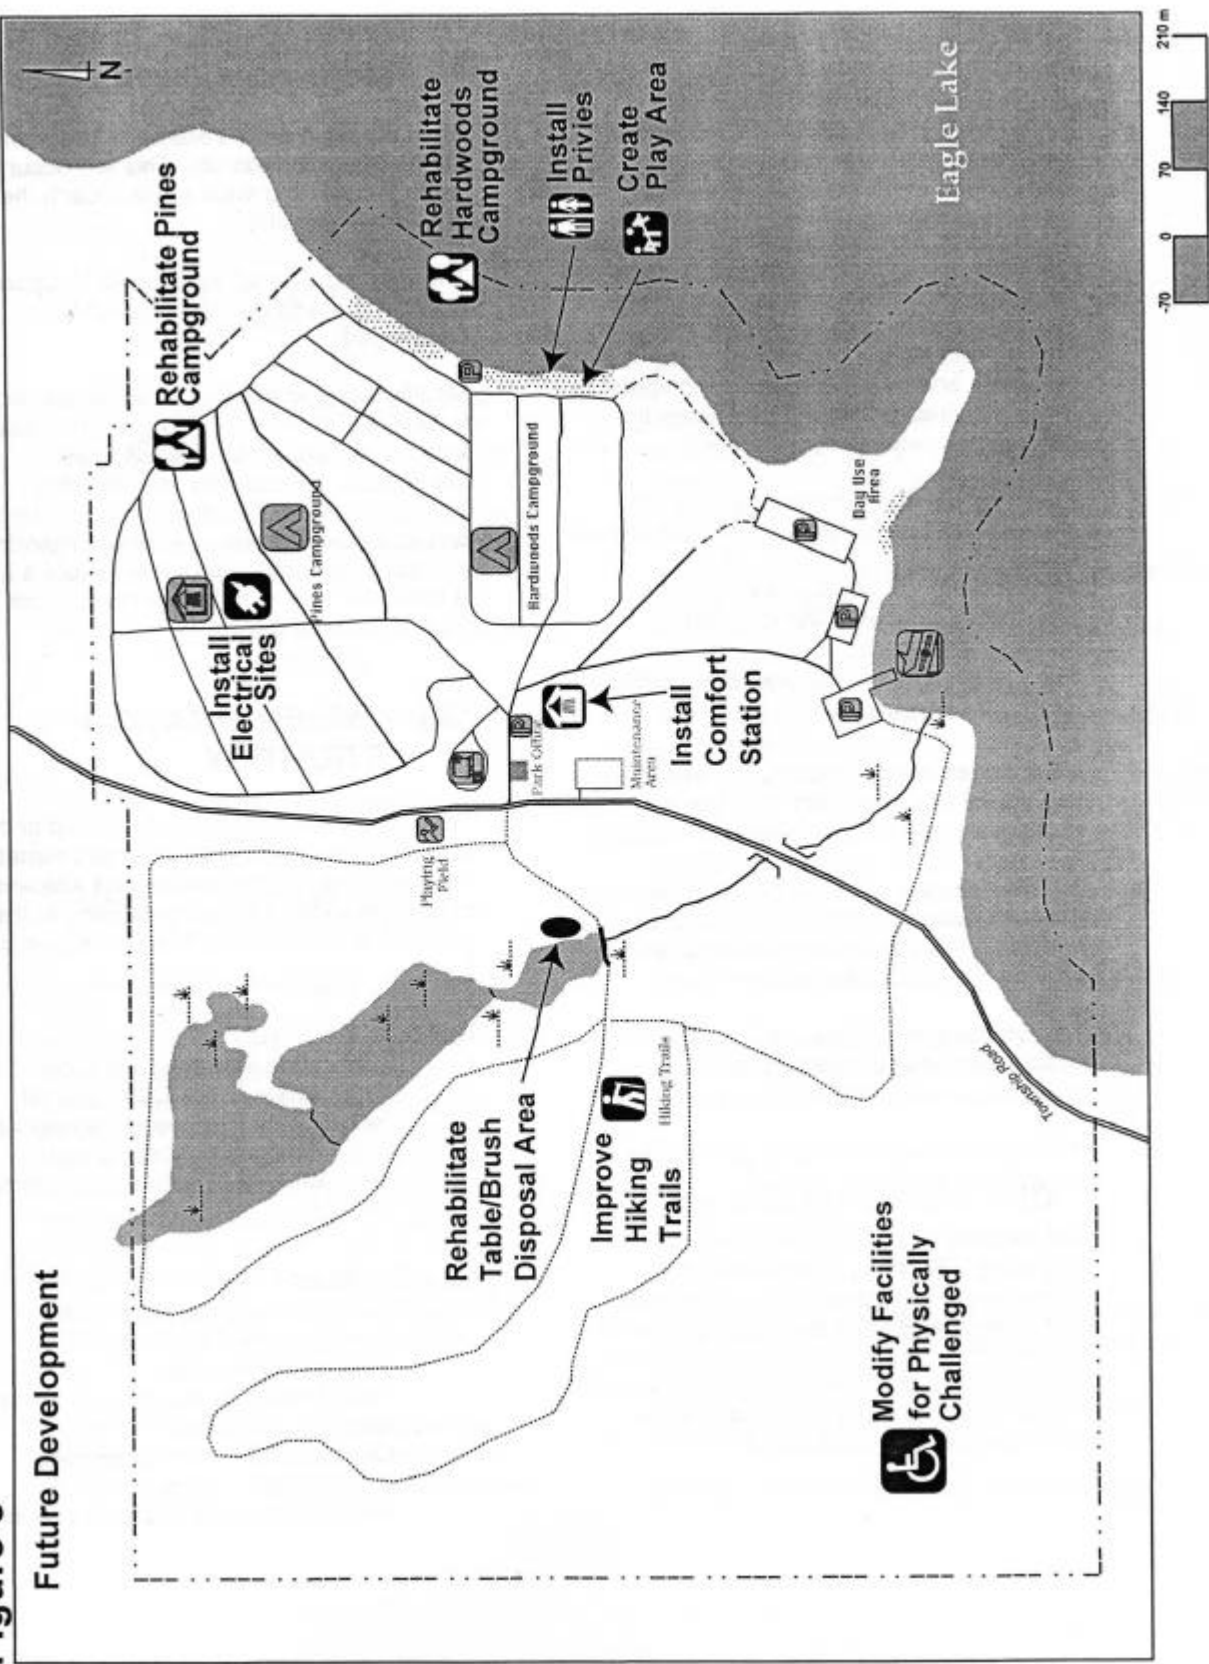 Future Development
N
Rehabilitate Pines
Campground
Rehabilitate
Hardwoods
Campground
Install
Privies
Create
Play Area
Eagle Lake
Install
Electrical
Sites
Pines Campground
Hardwoods Campground
P
Park Office
P
Playing
Field
Maintenance
Area
Install
Comfort
Station
P
P
P
Day Use
Area
Rehabilitate
Table/Brush
Disposal Area
Improve
Hiking
Trails
Hiking Trails
Township Road
Modify Facilities
for Physically
Challenged
-70 0 70 140 210 m